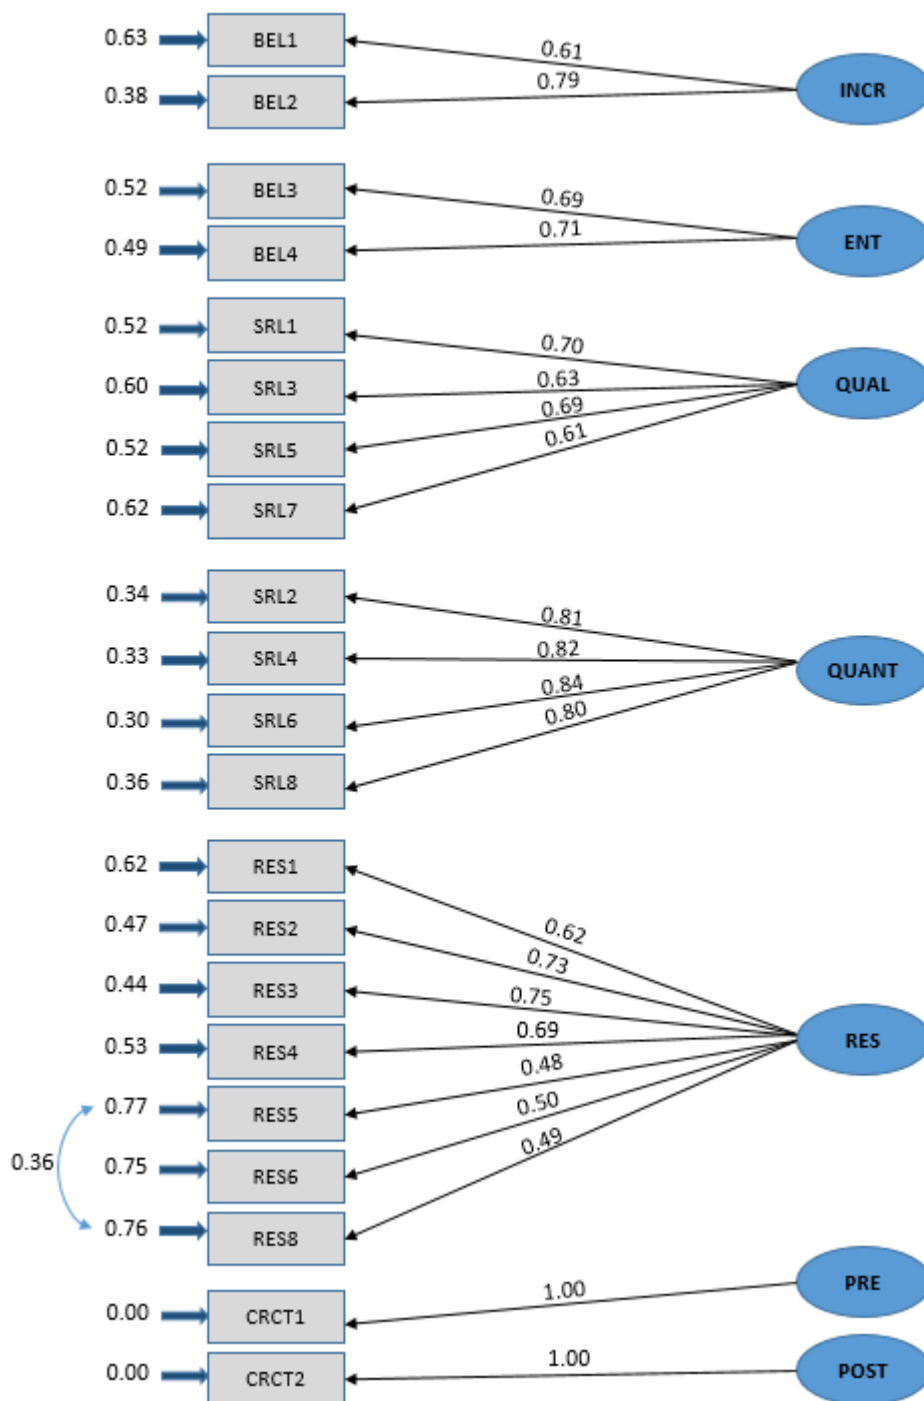 0.63 BEL1 0.61
0.38 BEL2 0.79 INCR
0.52 BEL3 0.69
0.49 BEL4 0.71 ENT
0.52 SRL1 0.70
0.60 SRL3 0.63 QUAL
0.52 SRL5 0.69
0.62 SRL7 0.61
0.34 SRL2 0.81
0.33 SRL4 0.82 QUANT
0.30 SRL6 0.84
0.36 SRL8 0.80
0.62 RES1 0.62
0.47 RES2 0.73
0.44 RES3 0.75
0.53 RES4 0.69 RES
0.77 RES5 0.48
0.36
0.75 RES6 0.50
0.76 RES8 0.49
0.00 CRCT1 1.00 PRE
0.00 CRCT2 1.00 POST